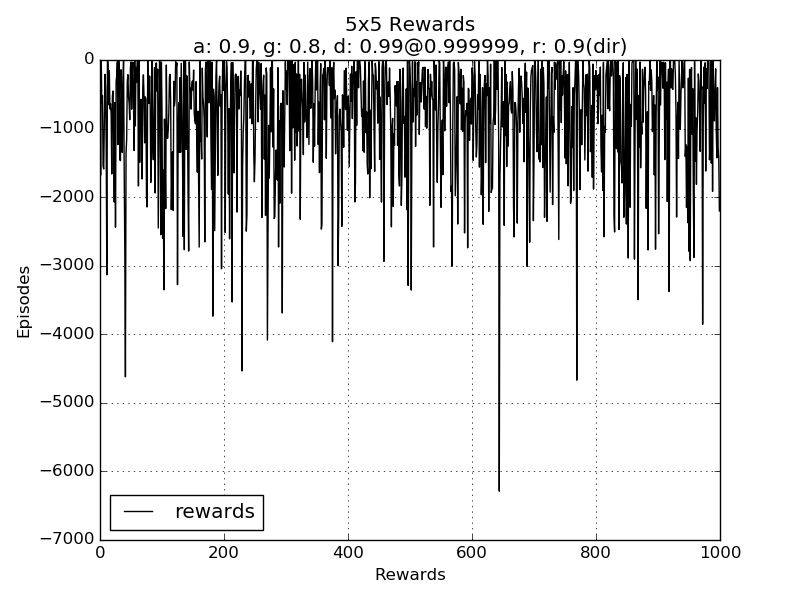 5x5 Rewards
a: 0.9, g: 0.8, d: 0.99@0.999999, r: 0.9(dir)
0
−1000
−2000
−3000
−4000
−5000
−6000
−7000
Episodes
rewards
0 200 400 600 800 1000
Rewards